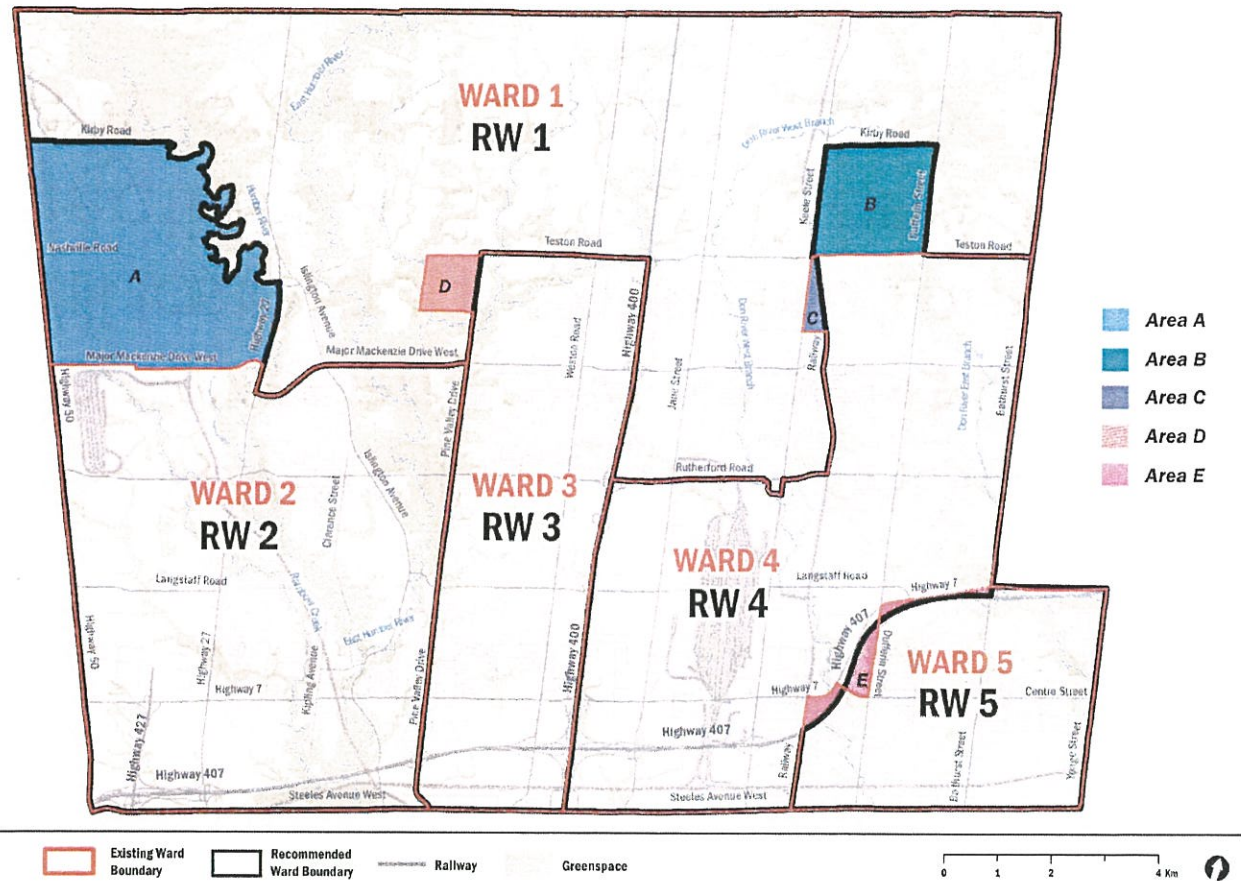 East Humber River
WARD 1
RW 1
Don River West Branch
Kirby Road
Kirby Road
Humber River
Keele Street
B
Dufferin Street
Nashville Road
Teston Road
Teston Road
A
D
Islington Avenue
Highway 27
Highway 400
Weston Road
Don River West Branch
C
Area A
Area B
Area C
Area D
Area E
Major Mackenzie Drive West
Major Mackenzie Drive West
Railway
Jane Street
Don River East Branch
Bathurst Street
Highway 50
Pine Valley Drive
Islington Avenue
Rutherford Road
WARD 2
RW 2
Clarence Street
WARD 3
RW 3
WARD 4
RW 4
Langstaff Road
Langstaff Road
Highway 7
Highway 50
East Humber River
Highway 27
Kipling Avenue
Highway 400
Highway 407
Dufferin Street
E
WARD 5
RW 5
Highway 7
Highway 7
Centre Street
Pine Valley Drive
Highway 427
Highway 407
Highway 407
Railway
Bathurst Street
Yonge Street
Steeles Avenue West
Steeles Avenue West
Existing Ward
Boundary
Recommended
Ward Boundary
Railway
Greenspace
0 1 2 4 Km